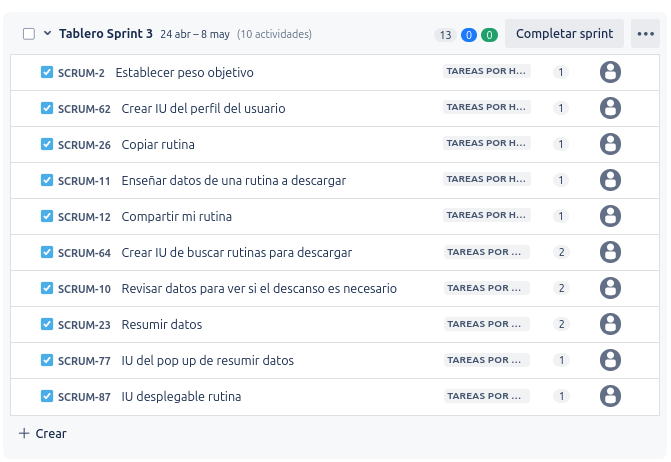 Tablero Sprint 3 24 abr – 8 may (10 actividades) 13 0 0 Completar sprint
SCRUM-2 Establecer peso objetivo TAREAS POR H... 1
SCRUM-62 Crear IU del perfil del usuario TAREAS POR H... 1
SCRUM-26 Copiar rutina TAREAS POR H... 1
SCRUM-11 Enseñar datos de una rutina a descargar TAREAS POR H... 1
SCRUM-12 Compartir mi rutina TAREAS POR H... 1
SCRUM-64 Crear IU de buscar rutinas para descargar TAREAS POR ... 2
SCRUM-10 Revisar datos para ver si el descanso es necesario TAREAS POR ... 2
SCRUM-23 Resumir datos TAREAS POR ... 2
SCRUM-77 IU del pop up de resumir datos TAREAS POR ... 1
SCRUM-87 IU desplegable rutina TAREAS POR ... 1
+ Crear